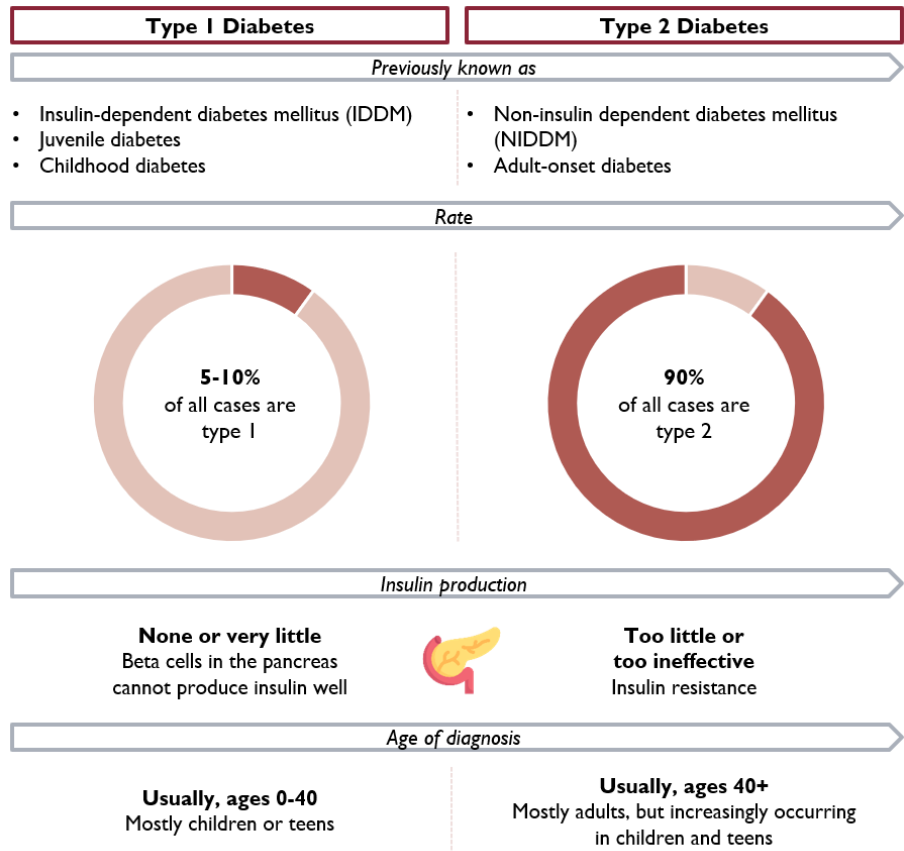 Type 1 Diabetes
Type 2 Diabetes
Previously known as
• Insulin-dependent diabetes mellitus (IDDM)
• Juvenile diabetes
• Childhood diabetes
• Non-insulin dependent diabetes mellitus
(NIDDM)
• Adult-onset diabetes
Rate
5-10%
of all cases are
type 1
90%
of all cases are
type 2
Insulin production
None or very little
Beta cells in the pancreas
cannot produce insulin well
Too little or
too ineffective
Insulin resistance
Age of diagnosis
Usually, ages 0-40
Mostly children or teens
Usually, ages 40+
Mostly adults, but increasingly occurring
in children and teens